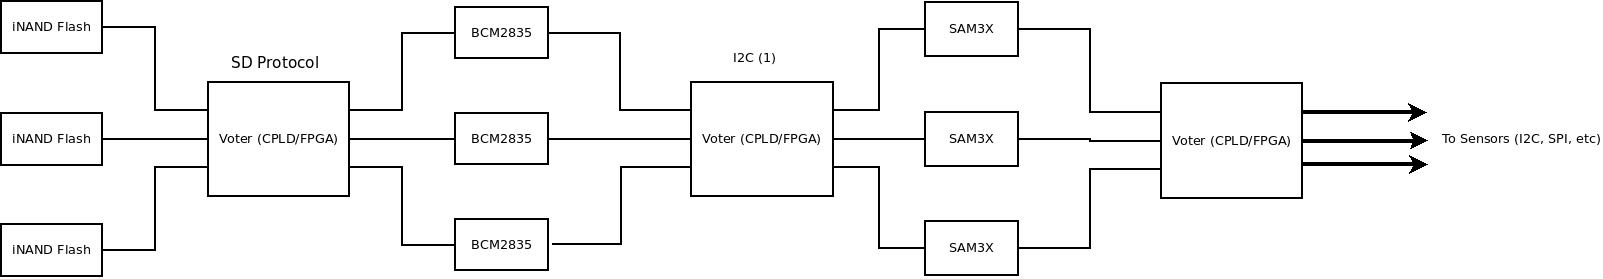 iNAND Flash
BCM2835
SAM3X
SD Protocol
I2C (1)
iNAND Flash
Voter (CPLD/FPGA)
BCM2835
Voter (CPLD/FPGA)
SAM3X
Voter (CPLD/FPGA)
To Sensors (I2C, SPI, etc)
iNAND Flash
BCM2835
SAM3X